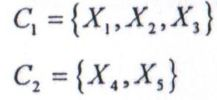 C₁ = {X₁, X₂, X₃}
C₂ = {X₄, X₅}